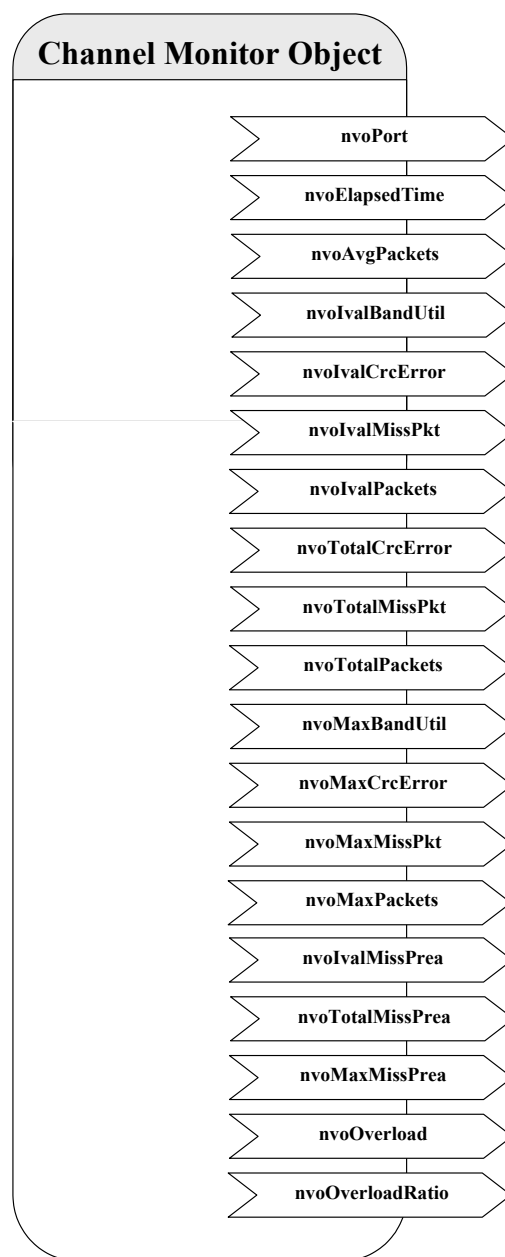 Channel Monitor Object
nvoPort
nvoElapsedTime
nvoAvgPackets
nvoIvalBandUtil
nvoIvalCrcError
nvoIvalMissPkt
nvoIvalPackets
nvoTotalCrcError
nvoTotalMissPkt
nvoTotalPackets
nvoMaxBandUtil
nvoMaxCrcError
nvoMaxMissPkt
nvoMaxPackets
nvoIvalMissPrea
nvoTotalMissPrea
nvoMaxMissPrea
nvoOverload
nvoOverloadRatio